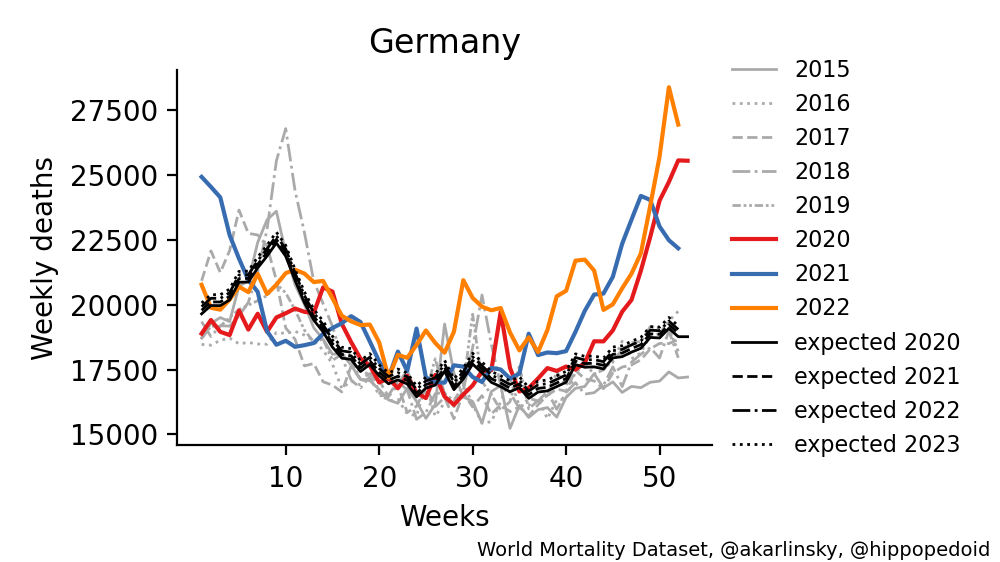 Germany
Weekly deaths
27500
25000
22500
20000
17500
15000
10
20
30
40
50
Weeks
2015
2016
2017
2018
2019
2020
2021
2022
expected 2020
expected 2021
expected 2022
expected 2023
World Mortality Dataset, @akarlinsky, @hippopedoid